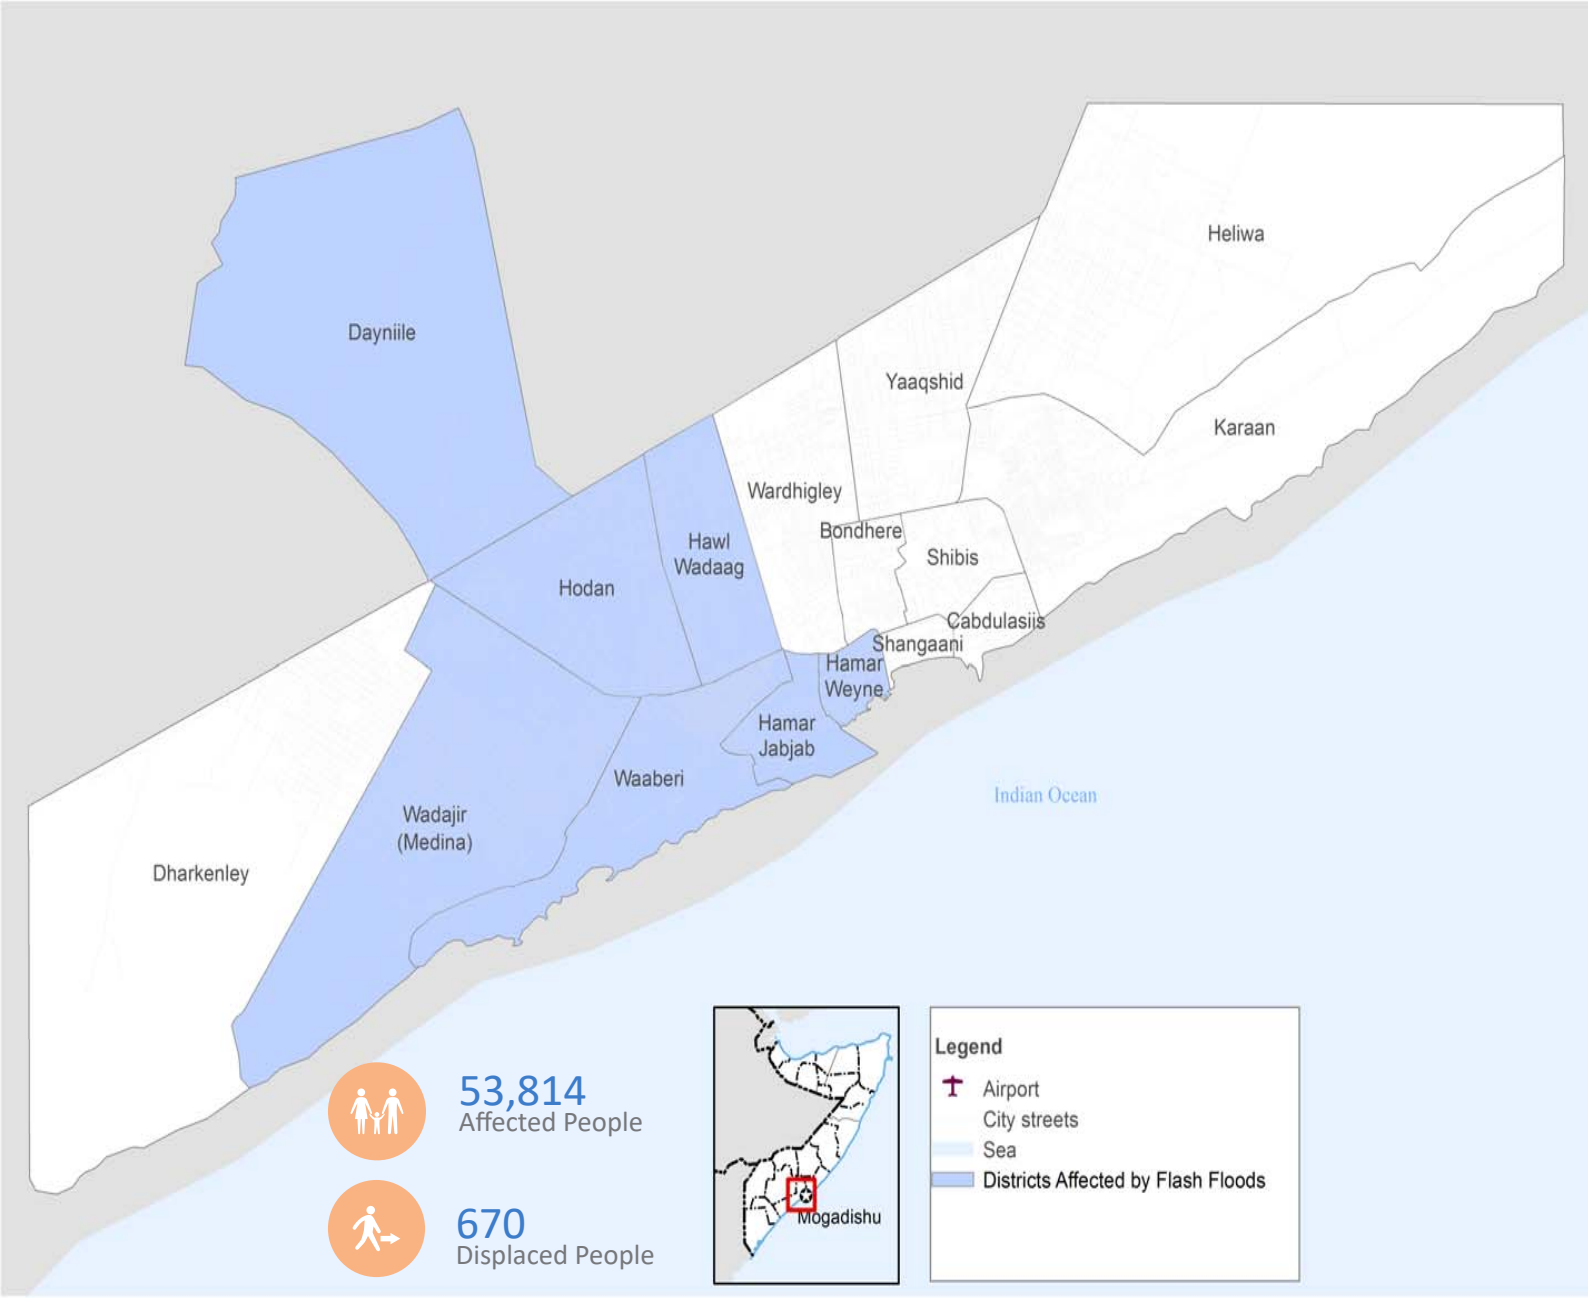 Heliwa
Dayniile
Yaaqshid
Karaan
Wardhigley
Bondhere
Hawl
Wadaag
Shibis
Hodan
Cabdulasiis
Shangaani
Hamar
Weyne
Hamar
Jabjab
Waaberi
Wadajir
(Medina)
Dharkenley
Indian Ocean
53,814
Affected People
670
Displaced People
Mogadishu
Legend
Airport
City streets
Sea
Districts Affected by Flash Floods